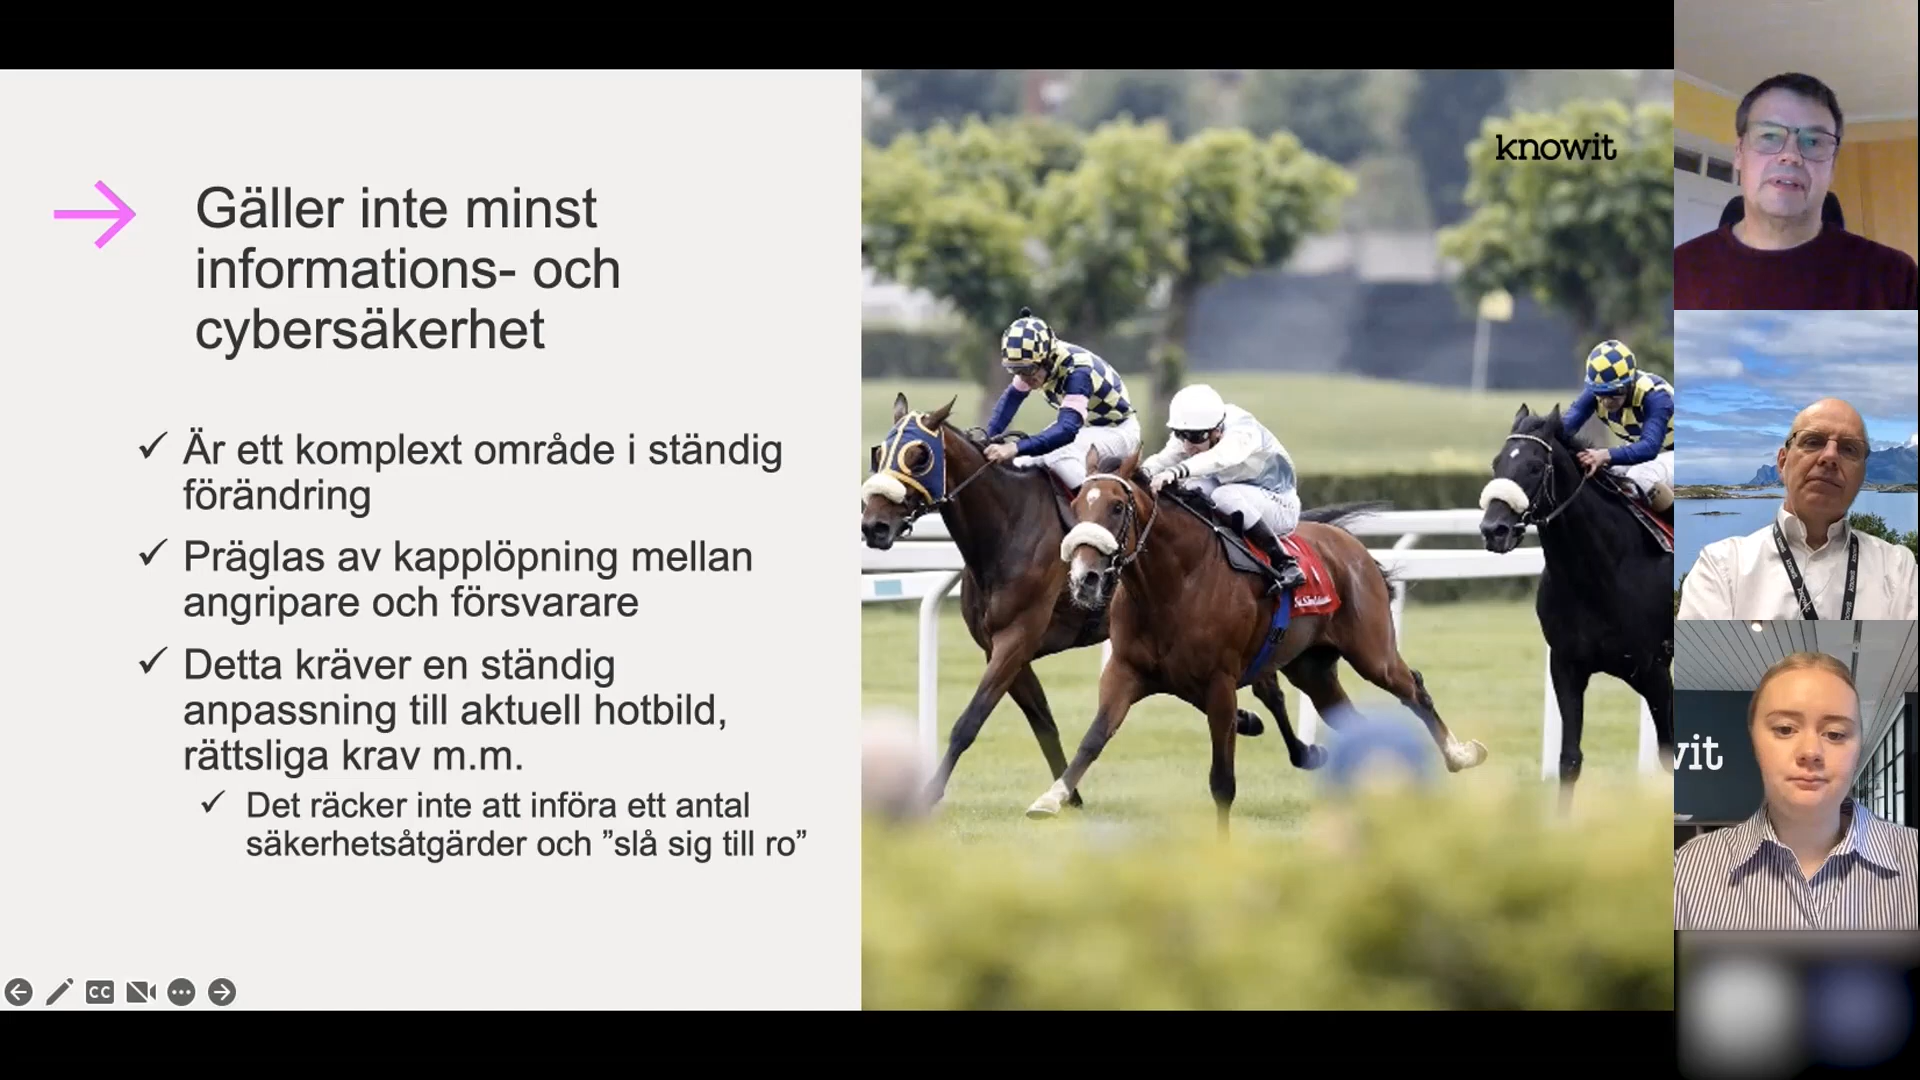 knowit
Gäller inte minst
informations- och
cybersäkerhet
Är ett komplext område i ständig
förändring
Präglas av kapplöpning mellan
angripare och försvarare
Detta kräver en ständig
anpassning till aktuell hotbild,
rättsliga krav m.m.
Det räcker inte att införa ett antal
säkerhetsåtgärder och ”slå sig till ro”
CC
wit